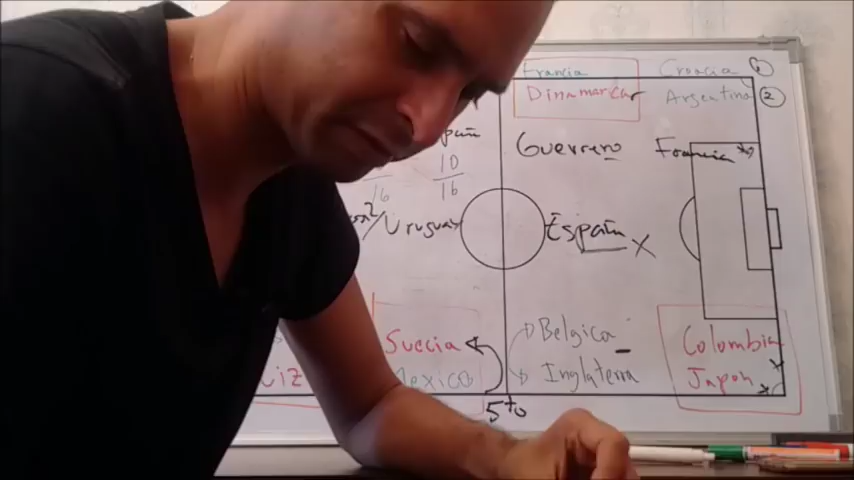 Francia Croacia 1
Dinamarca Argentina 2
Guerrero Francia
10
16
16
/Uruguay España X
Suecia Belgica Colombia
Mexico Inglaterra Japon
5to